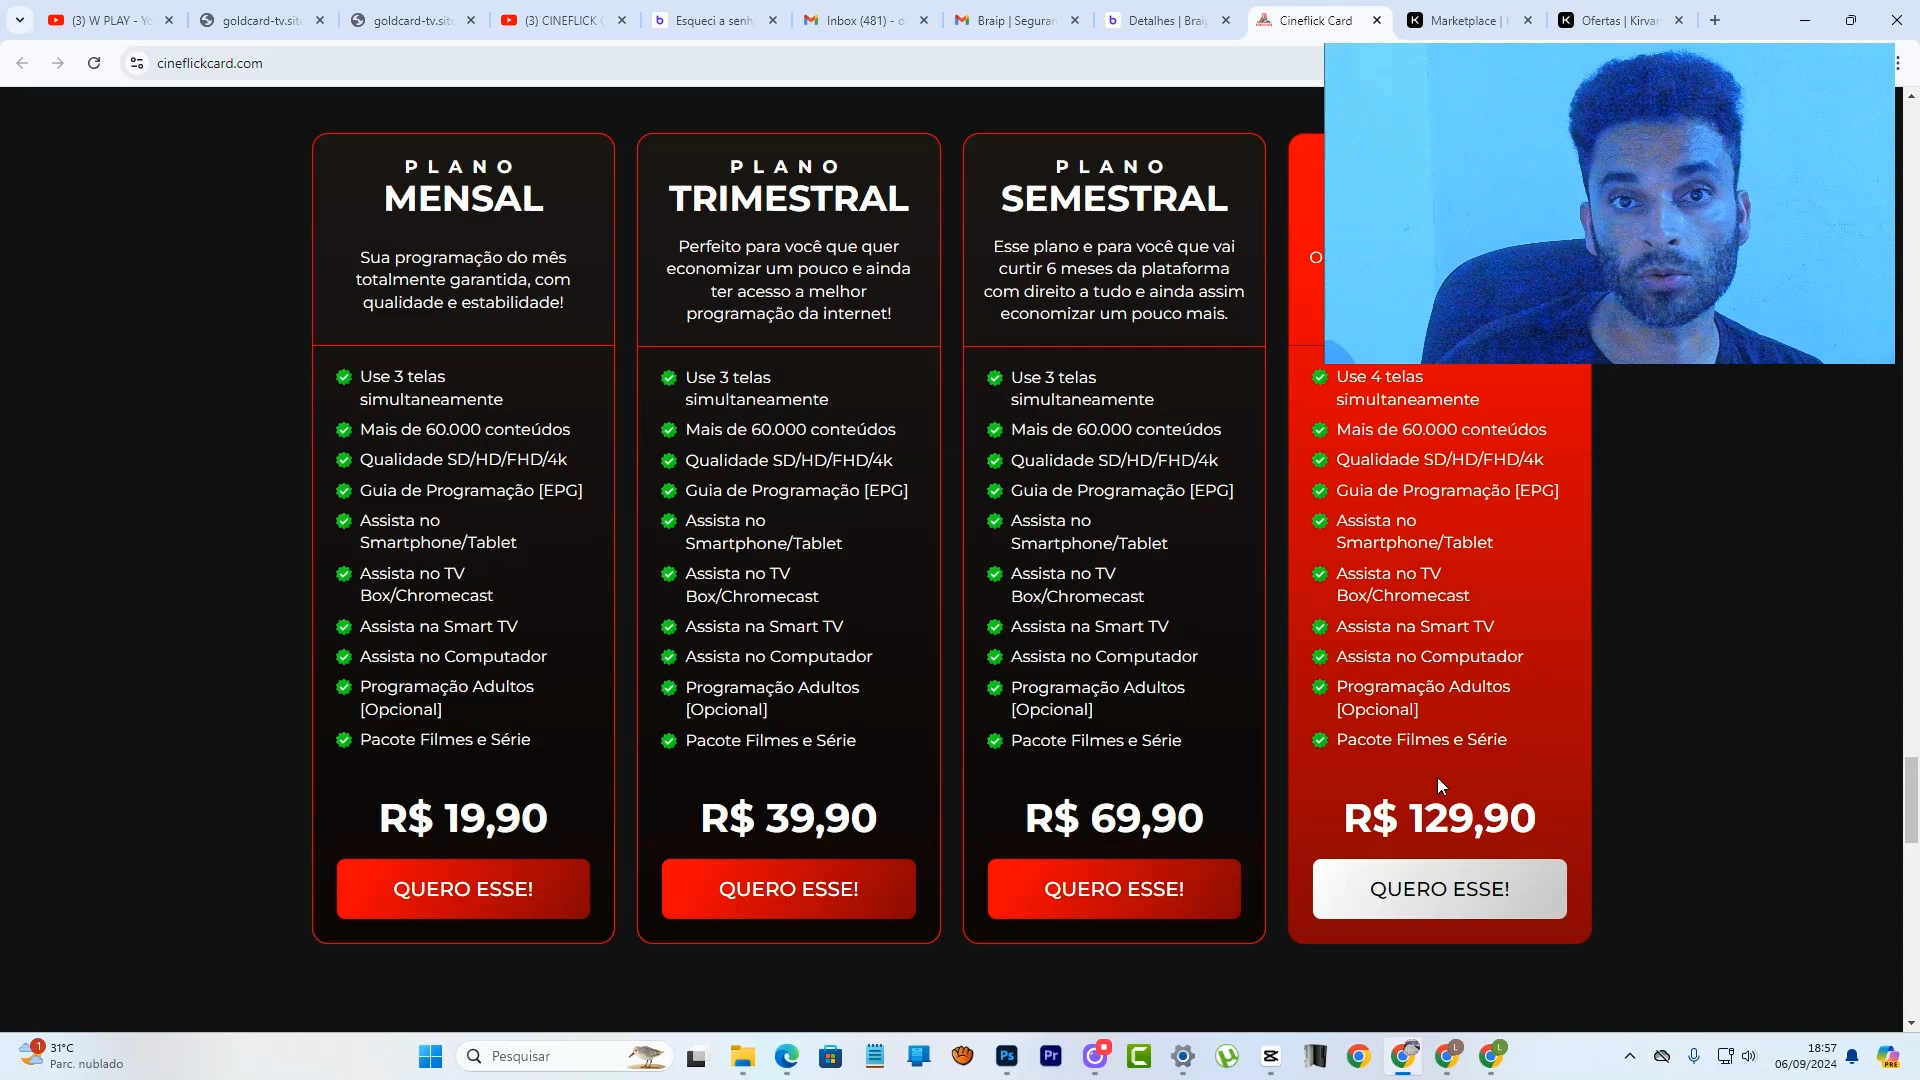 (3) W PLAY - Yo
goldcard-tv.site
goldcard-tv.site
(3) CINEFLICK C
Esqueci a senh
Inbox (481) - o
Braip | Seguran
Detalhes | Braip
Cineflick Card
Marketplace |
Ofertas | Kirvan
cineflickcard.com
PLANO
MENSAL
Sua programação do mês
totalmente garantida, com
qualidade e estabilidade!
Use 3 telas
simultaneamente
Mais de 60.000 conteúdos
Qualidade SD/HD/FHD/4k
Guia de Programação [EPG]
Assista no
Smartphone/Tablet
Assista no TV
Box/Chromecast
Assista na Smart TV
Assista no Computador
Programação Adultos
[Opcional]
Pacote Filmes e Série
R$ 19,90
QUERO ESSE!
PLANO
TRIMESTRAL
Perfeito para você que quer
economizar um pouco e ainda
ter acesso a melhor
programação da internet!
Use 3 telas
simultaneamente
Mais de 60.000 conteúdos
Qualidade SD/HD/FHD/4k
Guia de Programação [EPG]
Assista no
Smartphone/Tablet
Assista no TV
Box/Chromecast
Assista na Smart TV
Assista no Computador
Programação Adultos
[Opcional]
Pacote Filmes e Série
R$ 39,90
QUERO ESSE!
PLANO
SEMESTRAL
Esse plano e para você que vai
curtir 6 meses da plataforma
com direito a tudo e ainda assim
economizar um pouco mais.
Use 3 telas
simultaneamente
Mais de 60.000 conteúdos
Qualidade SD/HD/FHD/4k
Guia de Programação [EPG]
Assista no
Smartphone/Tablet
Assista no TV
Box/Chromecast
Assista na Smart TV
Assista no Computador
Programação Adultos
[Opcional]
Pacote Filmes e Série
R$ 69,90
QUERO ESSE!
O
Use 4 telas
simultaneamente
Mais de 60.000 conteúdos
Qualidade SD/HD/FHD/4k
Guia de Programação [EPG]
Assista no
Smartphone/Tablet
Assista no TV
Box/Chromecast
Assista na Smart TV
Assista no Computador
Programação Adultos
[Opcional]
Pacote Filmes e Série
R$ 129,90
QUERO ESSE!
1
31°C
Parc. nublado
Pesquisar
Ps
Pr
L
L
18:57
06/09/2024
PRE